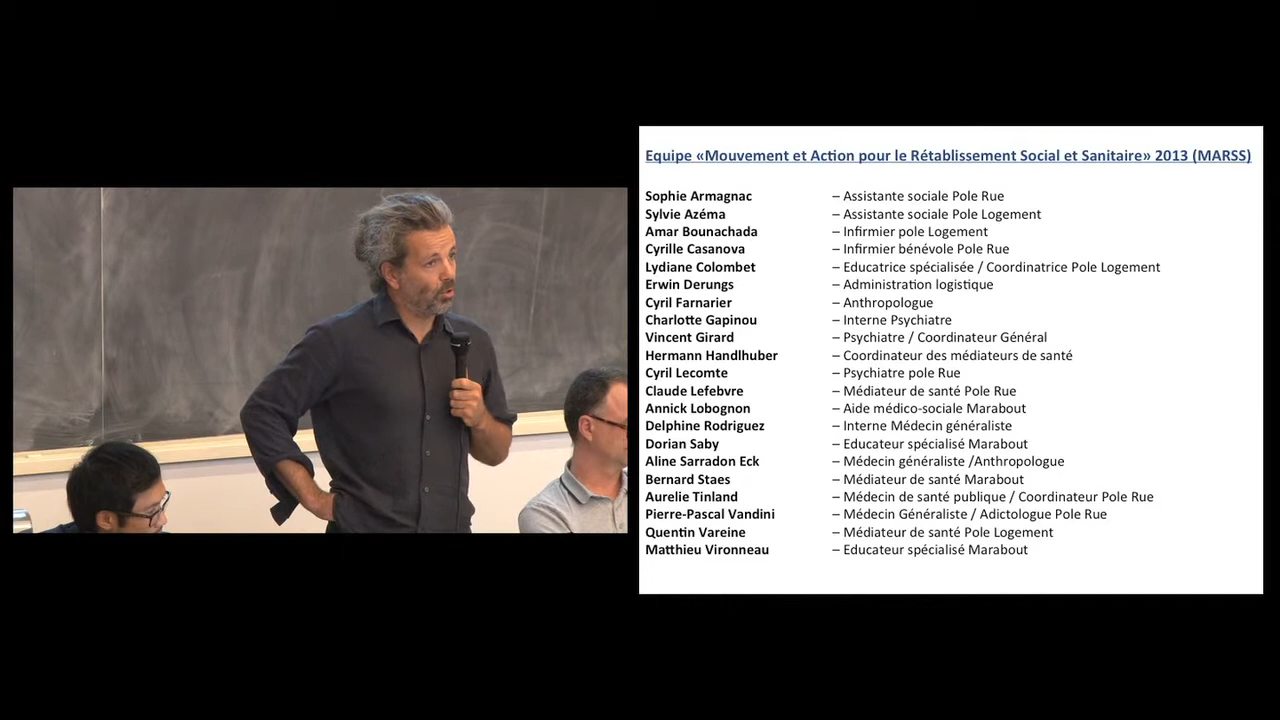 Equipe «Mouvement et Action pour le Rétablissement Social et Sanitaire» 2013 (MARSS)
Sophie Armagnac – Assistante sociale Pole Rue
Sylvie Azéma – Assistante sociale Pole Logement
Amar Bounachada – Infirmier pole Logement
Cyrille Casanova – Infirmier bénévole Pole Rue
Lydiane Colombet – Educatrice spécialisée / Coordinatrice Pole Logement
Erwin Derungs – Administration logistique
Cyril Farnarier – Anthropologue
Charlotte Gapinou – Interne Psychiatre
Vincent Girard – Psychiatre / Coordinateur Général
Hermann Handlhuber – Coordinateur des médiateurs de santé
Cyril Lecomte – Psychiatre pole Rue
Claude Lefebvre – Médiateur de santé Pole Rue
Annick Lobognon – Aide médico-sociale Marabout
Delphine Rodriguez – Interne Médecin généraliste
Dorian Saby – Educateur spécialisé Marabout
Aline Sarradon Eck – Médecin généraliste /Anthropologue
Bernard Staes – Médiateur de santé Marabout
Aurelie Tinland – Médecin de santé publique / Coordinateur Pole Rue
Pierre-Pascal Vandini – Médecin Généraliste / Adictologue Pole Rue
Quentin Vareine – Médiateur de santé Pole Logement
Matthieu Vironneau – Educateur spécialisé Marabout